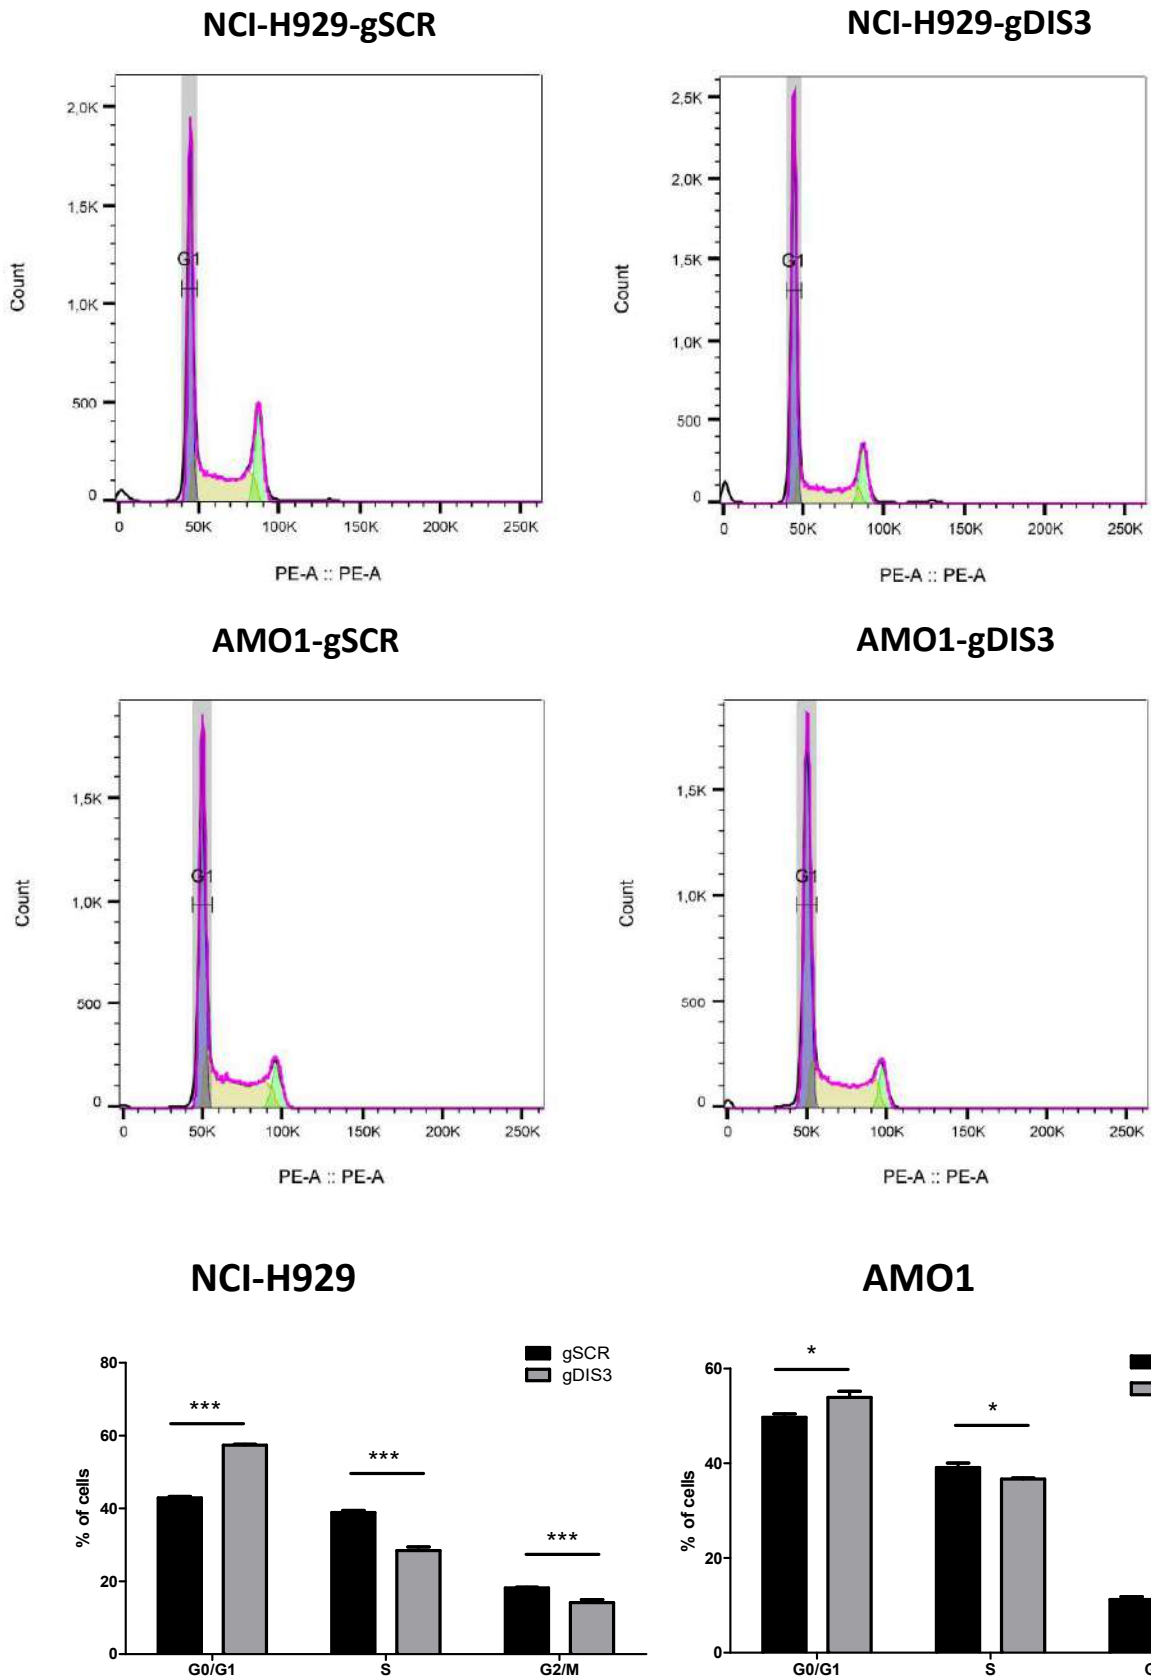 NCI-H929-gSCR
NCI-H929-gDIS3
2,0K
1,5K
1,0K
500
0
Count
G1
0 50K 100K 150K 200K 250K
PE-A :: PE-A
2,5K
2,0K
1,5K
1,0K
500
0
Count
G1
0 50K 100K 150K 200K 250K
PE-A :: PE-A
AMO1-gSCR
AMO1-gDIS3
1,5K
1,0K
500
0
Count
G1
0 50K 100K 150K 200K 250K
PE-A :: PE-A
1,5K
1,0K
500
0
Count
G1
0 50K 100K 150K 200K 250K
PE-A :: PE-A
NCI-H929
AMO1
gSCR
gDIS3
80
60
40
20
0
% of cells
***
***
***
G0/G1 S G2/M
60
40
20
0
% of cells
*
*
G0/G1 S